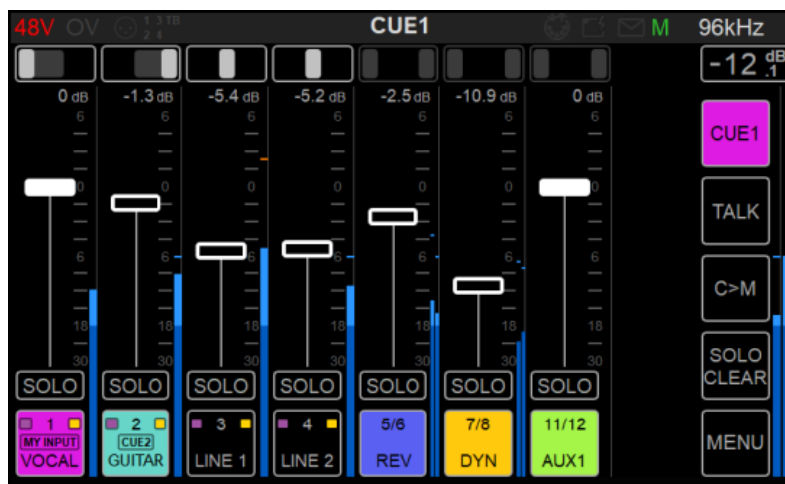 48V OV 1 3 TB CUE1 M 96kHz
2 4
-12 dB
.1
0 dB -1.3 dB -5.4 dB -5.2 dB -2.5 dB -10.9 dB 0 dB
6 6 6 6 6 6 6
CUE1
0 0 0 0 0 0 0
TALK
6 6 6 6 6 6 6
C>M
18 18 18 18 18 18 18
30 30 30 30 30 30 30
SOLO
CLEAR
SOLO SOLO SOLO SOLO SOLO SOLO SOLO
1 2 3 4 5/6 7/8 11/12
MY INPUT CUE2
MENU
VOCAL GUITAR LINE 1 LINE 2 REV DYN AUX1